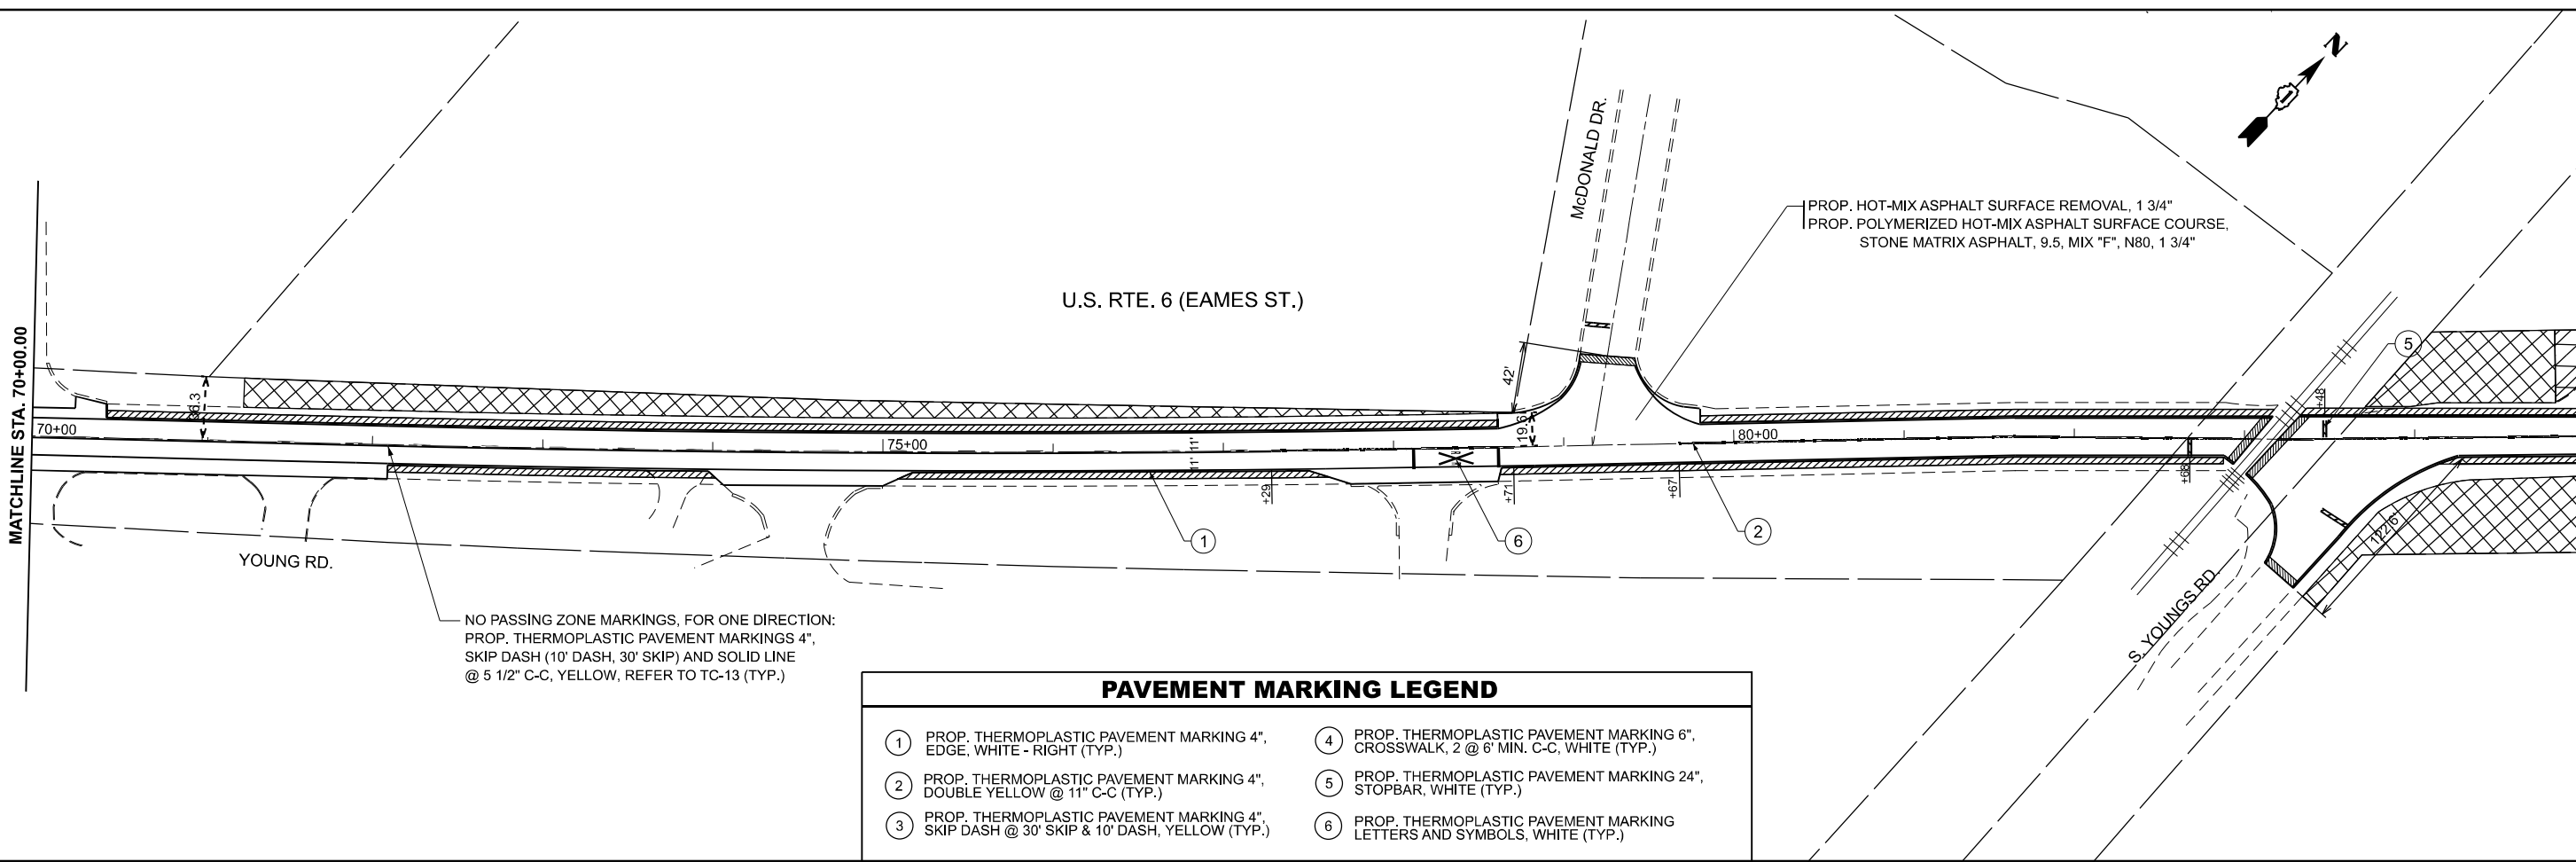 N
McDONALD DR.
PROP. HOT-MIX ASPHALT SURFACE REMOVAL, 1 3/4"
PROP. POLYMERIZED HOT-MIX ASPHALT SURFACE COURSE,
STONE MATRIX ASPHALT, 9.5, MIX "F", N80, 1 3/4"
U.S. RTE. 6 (EAMES ST.)
MATCHLINE STA. 70+00.00
36.3
42'
19.6
5
+48
70+00
75+00
80+00
11' 11'
+29
+71
+67
+68
1
6
2
122.6'
YOUNG RD.
S. YOUNGS RD.
NO PASSING ZONE MARKINGS, FOR ONE DIRECTION:
PROP. THERMOPLASTIC PAVEMENT MARKINGS 4",
SKIP DASH (10' DASH, 30' SKIP) AND SOLID LINE
@ 5 1/2" C-C, YELLOW, REFER TO TC-13 (TYP.)
PAVEMENT MARKING LEGEND
1 PROP. THERMOPLASTIC PAVEMENT MARKING 4",
EDGE, WHITE - RIGHT (TYP.)
2 PROP. THERMOPLASTIC PAVEMENT MARKING 4",
DOUBLE YELLOW @ 11" C-C (TYP.)
3 PROP. THERMOPLASTIC PAVEMENT MARKING 4",
SKIP DASH @ 30' SKIP & 10' DASH, YELLOW (TYP.)
4 PROP. THERMOPLASTIC PAVEMENT MARKING 6",
CROSSWALK, 2 @ 6' MIN. C-C, WHITE (TYP.)
5 PROP. THERMOPLASTIC PAVEMENT MARKING 24",
STOPBAR, WHITE (TYP.)
6 PROP. THERMOPLASTIC PAVEMENT MARKING
LETTERS AND SYMBOLS, WHITE (TYP.)